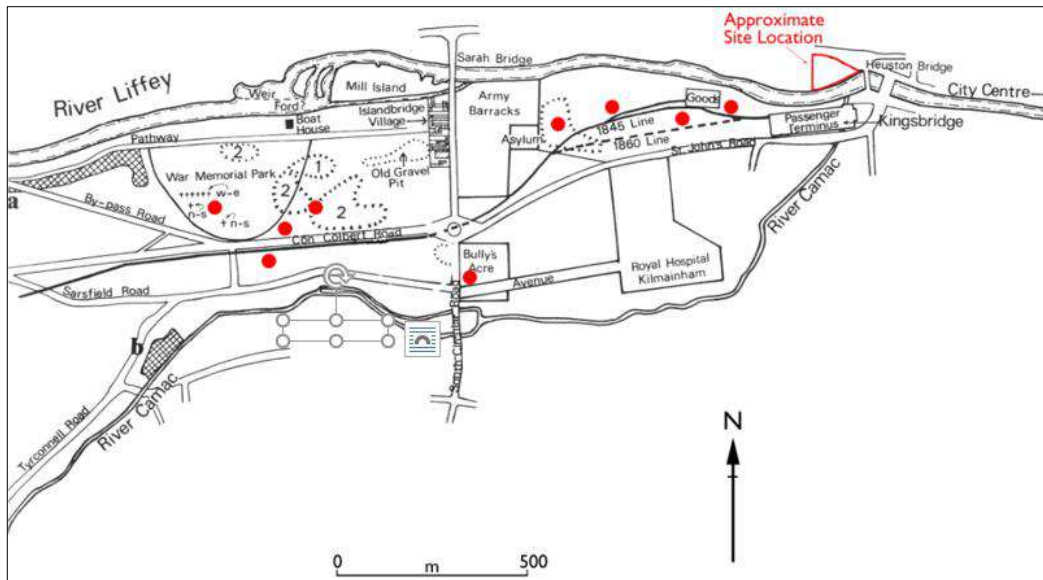 Approximate
Site Location
River Liffey
Weir
Ford?
Mill Island
Sarah Bridge
Heuston Bridge
City Centre
Boat
House
Islandbridge
Village
Army
Barracks
Goods
Passenger
Terminus
Kingsbridge
Pathway
Asylum
1845 Line
1860 Line
St. John's Road
2
1
War Memorial Park
w-e
n-s
n-s
2
2
Old Gravel
Pit
a
By-pass Road
Con Colbert Road
River Camac
Bully's
Acre
Avenue
Royal Hospital
Kilmainham
Sarsfield Road
South Circular Road
b
River Camac
Tyrconnell Road
N
0
500
m